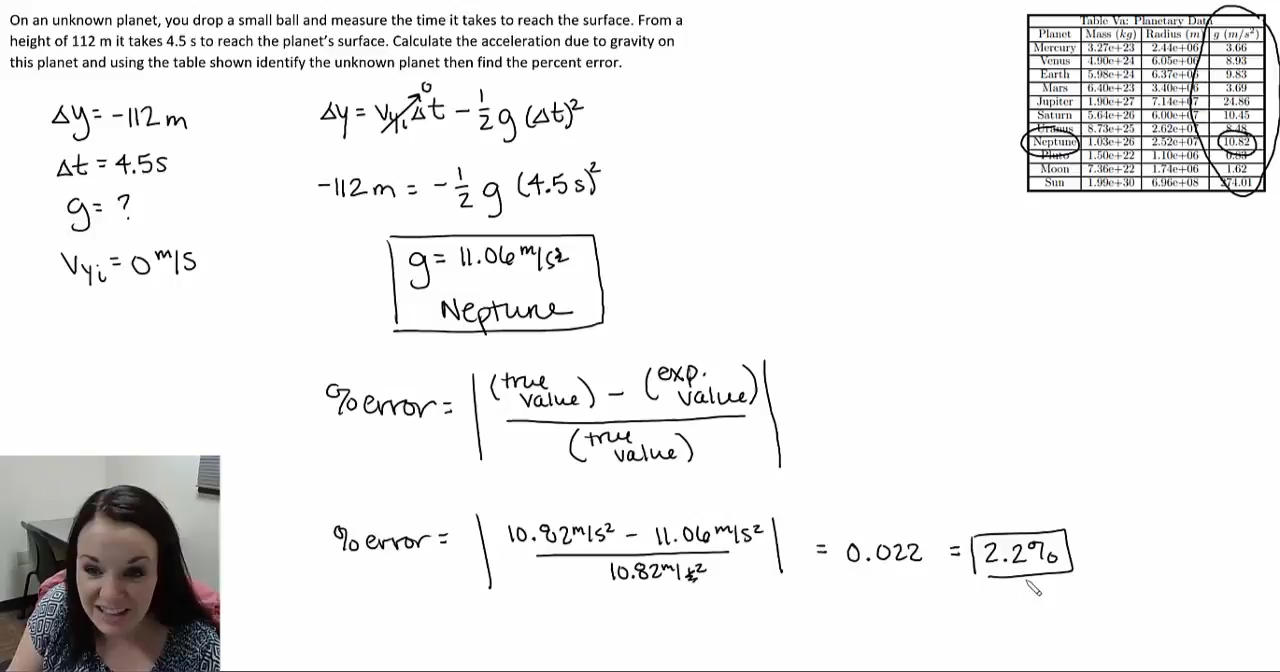 On an unknown planet, you drop a small ball and measure the time it takes to reach the surface. From a
height of 112 m it takes 4.5 s to reach the planet's surface. Calculate the acceleration due to gravity on
this planet and using the table shown identify the unknown planet then find the percent error.
Table Va: Planetary Data
Planet Mass (kg) Radius (m) g (m/s²)
Mercury 3.27e+23 2.44e+06 3.66
Venus 4.90e+24 6.05e+06 8.93
Earth 5.98e+24 6.37e+06 9.83
Mars 6.40e+23 3.40e+06 3.69
Jupiter 1.90e+27 7.14e+07 24.86
Saturn 5.64e+26 6.00e+07 10.45
Uranus 8.73e+25 2.62e+07 8.48
Neptune 1.03e+26 2.52e+07 10.82
Pluto 1.50e+22 1.10e+06 0.83
Moon 7.36e+22 1.74e+06 1.62
Sun 1.99e+30 6.96e+08 274.01
Δy = -112 m
Δt = 4.5 s
g = ?
Vyi = 0 m/s
0
Δy = Vyi Δt - 1/2 g (Δt)²
-112 m = - 1/2 g (4.5 s)²
g = 11.06 m/s²
Neptune
% error = | (true value) - (exp. value) / (true value) |
% error = | 10.82 m/s² - 11.06 m/s² / 10.82 m/s² | = 0.022 = 2.2%